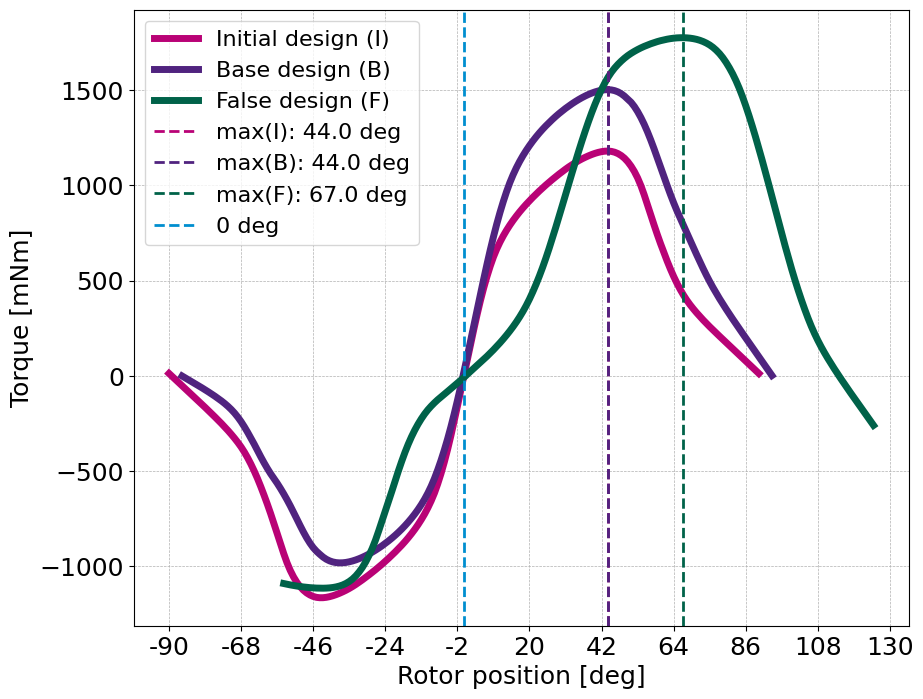 Initial design (I)
Base design (B)
False design (F)
max(I): 44.0 deg
max(B): 44.0 deg
max(F): 67.0 deg
0 deg
Torque [mNm]
1500
1000
500
0
−500
−1000
-90 -68 -46 -24 -2 20 42 64 86 108 130
Rotor position [deg]